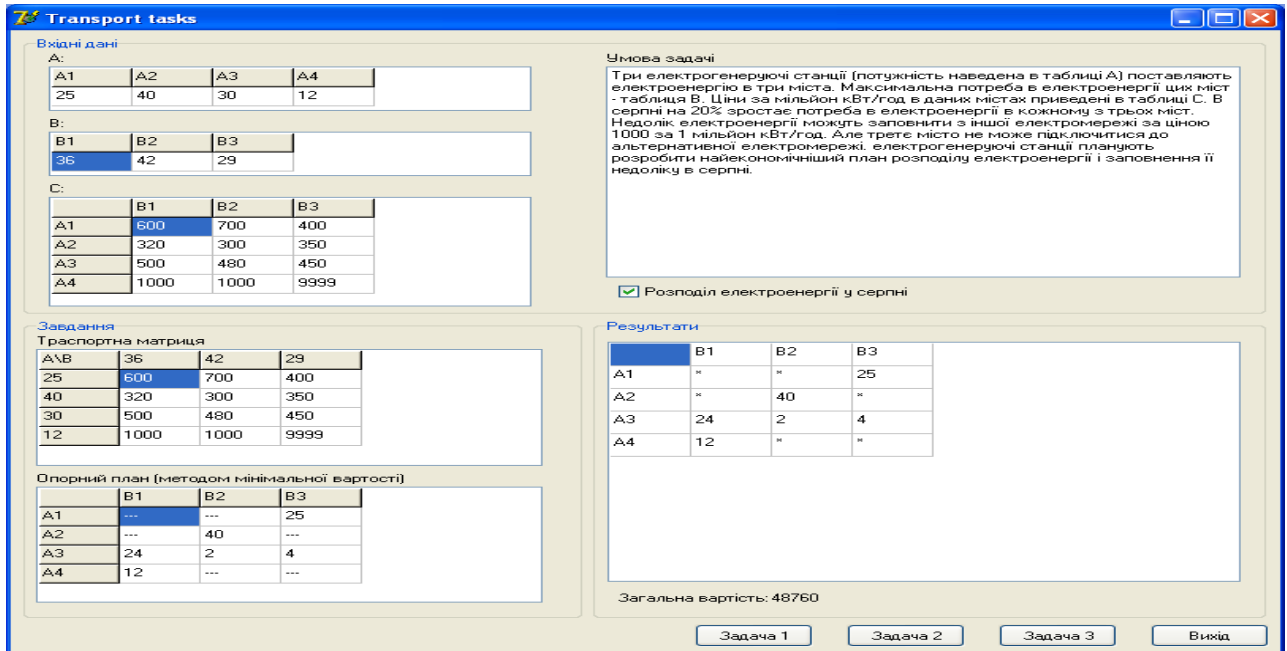 Transport tasks
Вхідні дані
A:
A1 A2 A3 A4
25 40 30 12
B:
B1 B2 B3
36 42 29
C:
B1 B2 B3
A1 600 700 400
A2 320 300 350
A3 500 480 450
A4 1000 1000 9999
Умова задачі
Три електрогенеруючі станції (потужність наведена в таблиці А) поставляють
електроенергію в три міста. Максимальна потреба в електроенергії цих міст
- таблиця В. Ціни за мільйон кВт/год в даних містах приведені в таблиці С. В
серпні на 20% зростає потреба в електроенергії в кожному з трьох міст.
Недолік електроенергії можуть заповнити з іншої електромережі за ціною
1000 за 1 мільйон кВт/год. Але третє місто не може підключитися до
альтернативної електромережі. електрогенеруючі станції планують
розробити найекономічніший план розподілу електроенергії і заповнення її
недоліку в серпні.
Розподіл електроенергії у серпні
Завдання
Траспортна матриця
A\B 36 42 29
25 600 700 400
40 320 300 350
30 500 480 450
12 1000 1000 9999
Опорний план (методом мінімальної вартості)
B1 B2 B3
A1 --- --- 25
A2 --- 40 ---
A3 24 2 4
A4 12 --- ---
Результати
B1 B2 B3
A1 * * 25
A2 * 40 *
A3 24 2 4
A4 12 * *
Загальна вартість: 48760
Задача 1 Задача 2 Задача 3 Вихід